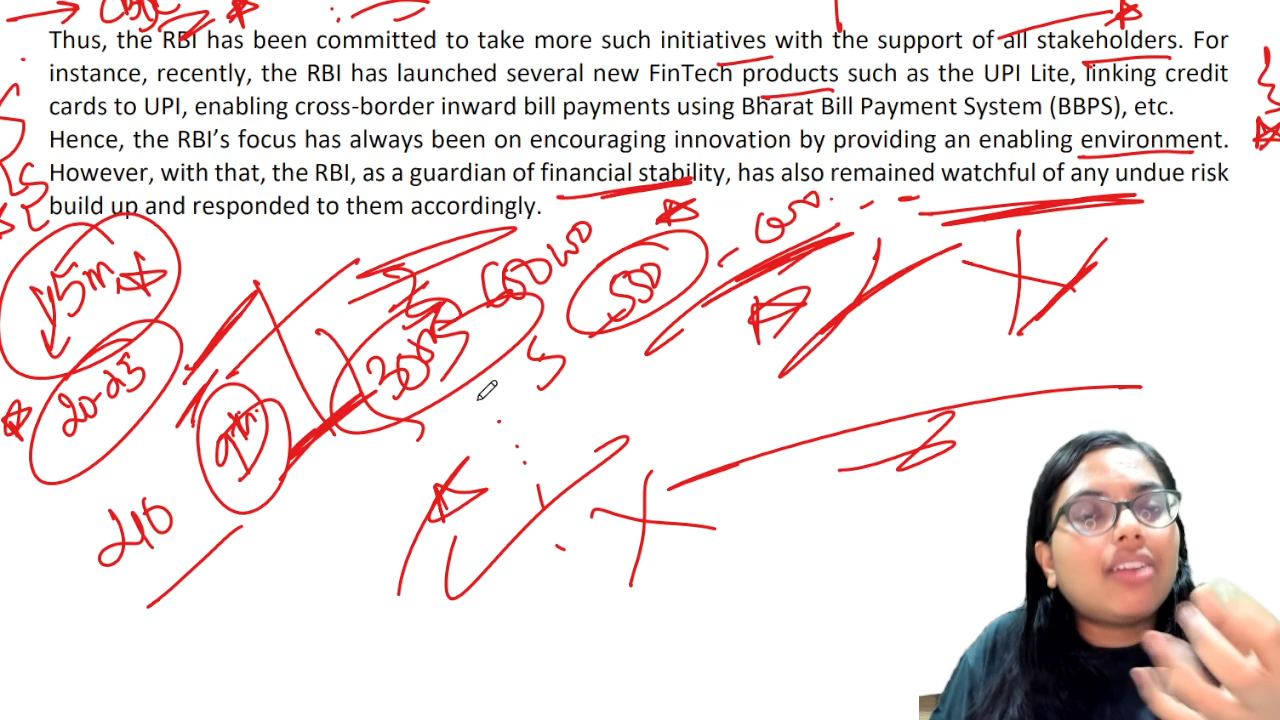 CBDC
Thus, the RBI has been committed to take more such initiatives with the support of all stakeholders. For
instance, recently, the RBI has launched several new FinTech products such as the UPI Lite, linking credit
cards to UPI, enabling cross-border inward bill payments using Bharat Bill Payment System (BBPS), etc.
Hence, the RBI’s focus has always been on encouraging innovation by providing an enabling environment.
However, with that, the RBI, as a guardian of financial stability, has also remained watchful of any undue risk
build up and responded to them accordingly.
20-25